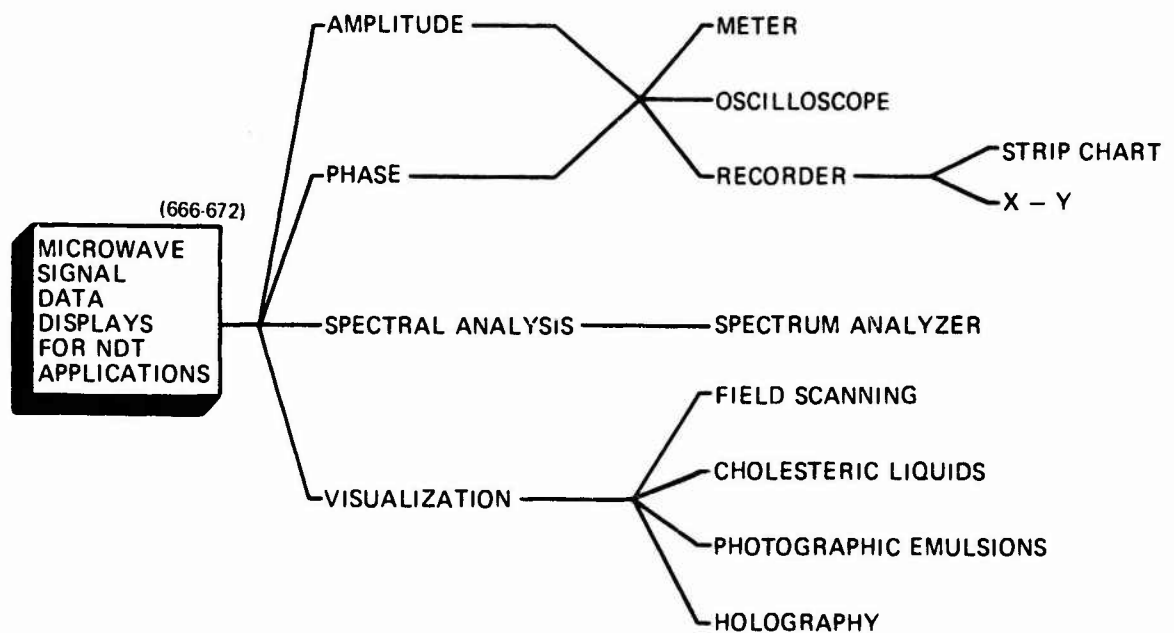 AMPLITUDE
METER
OSCILLOSCOPE
PHASE
RECORDER
STRIP CHART
X – Y
(666-672)
MICROWAVE
SIGNAL
DATA
DISPLAYS
FOR NDT
APPLICATIONS
SPECTRAL ANALYSIS
SPECTRUM ANALYZER
VISUALIZATION
FIELD SCANNING
CHOLESTERIC LIQUIDS
PHOTOGRAPHIC EMULSIONS
HOLOGRAPHY